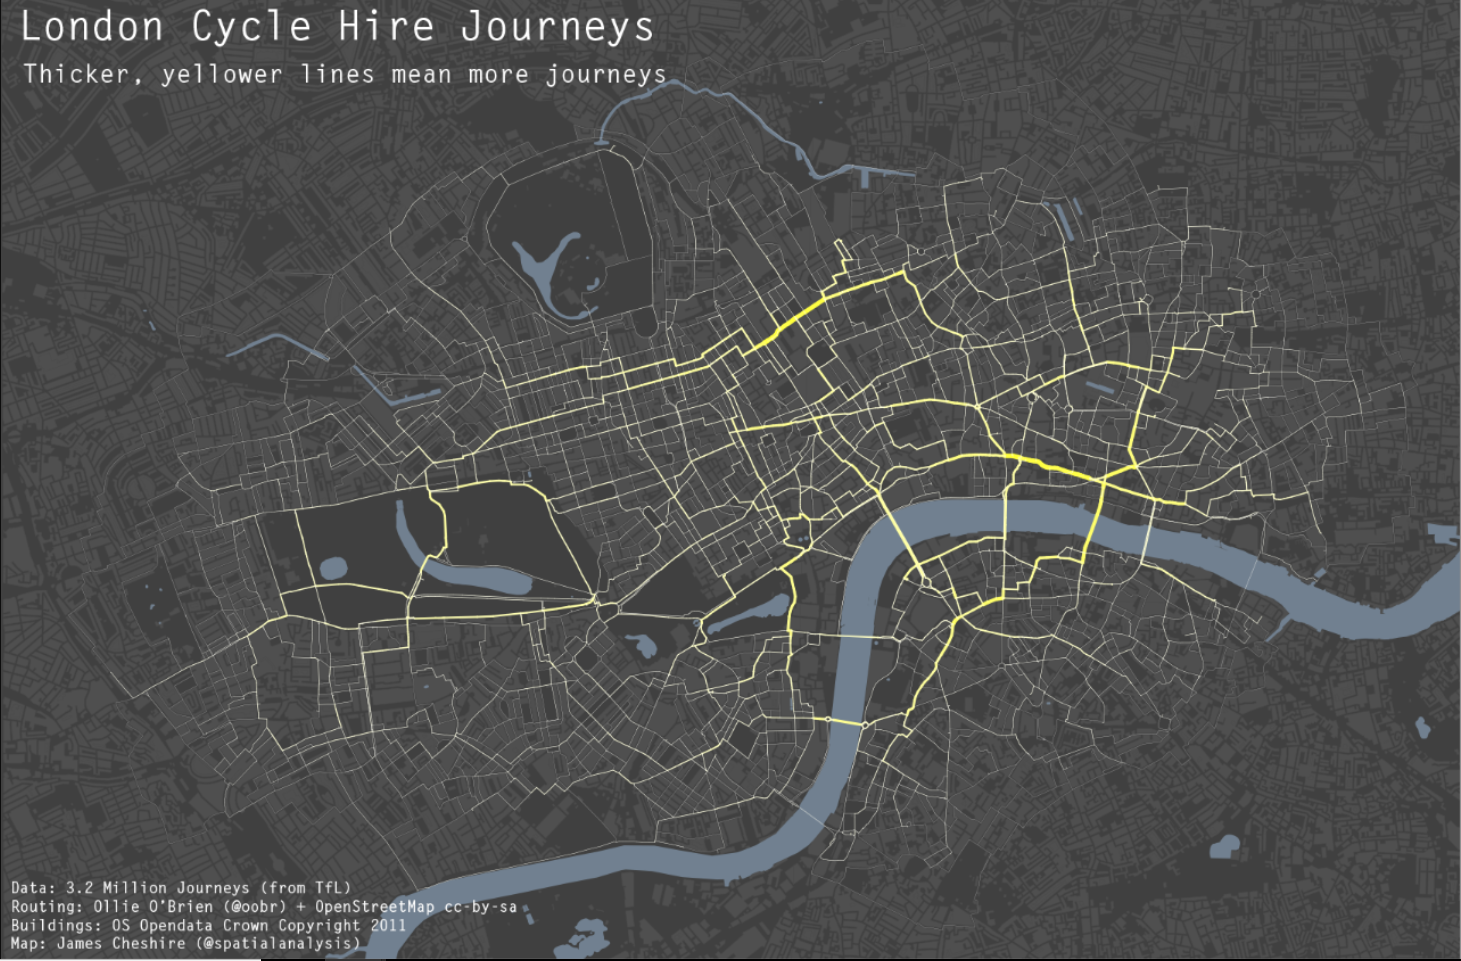 London Cycle Hire Journeys
Thicker, yellower lines mean more journeys
Data: 3.2 Million Journeys (from TfL)
Routing: Ollie O'Brien (@oobr) + OpenStreetMap cc-by-sa
Buildings: OS Opendata Crown Copyright 2011
Map: James Cheshire (@spatialanalysis)